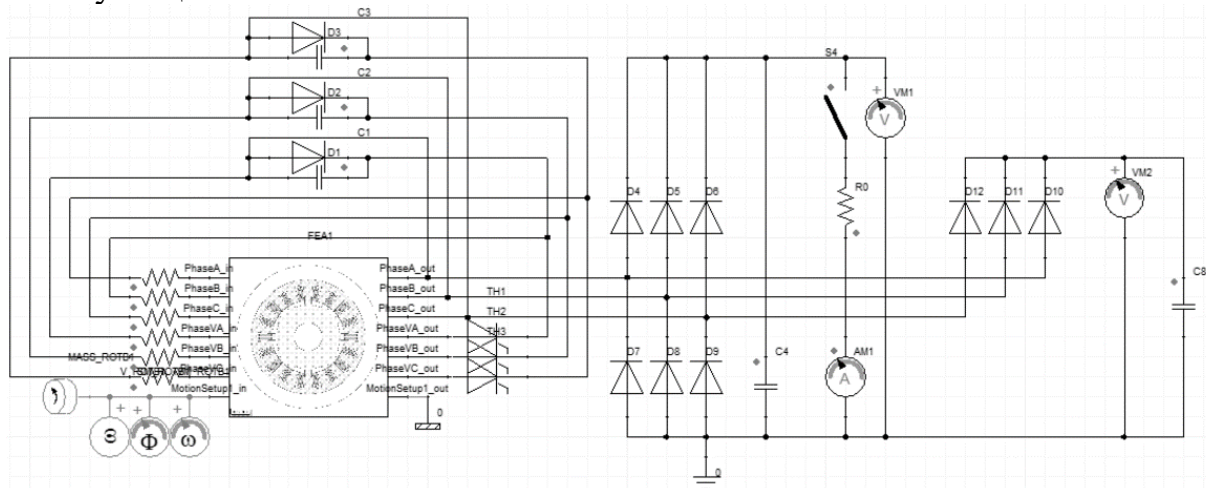 C3
D3
C2
D2
C1
D1
FEA1
PhaseA_in
PhaseB_in
PhaseC_in
PhaseVA_in
PhaseVB_in
MotionSetup1_in
PhaseA_out
PhaseB_out
PhaseC_out
PhaseVA_out
PhaseVB_out
PhaseVC_out
MotionSetup1_out
0
TH1
TH2
TH3
MASS_ROTB1
+
Θ
+
Φ
+
ω
D4
D5
D6
D7
D8
D9
0
C4
S4
R0
AM1
A
+
VM1
V
D12
D11
D10
+
VM2
V
C8